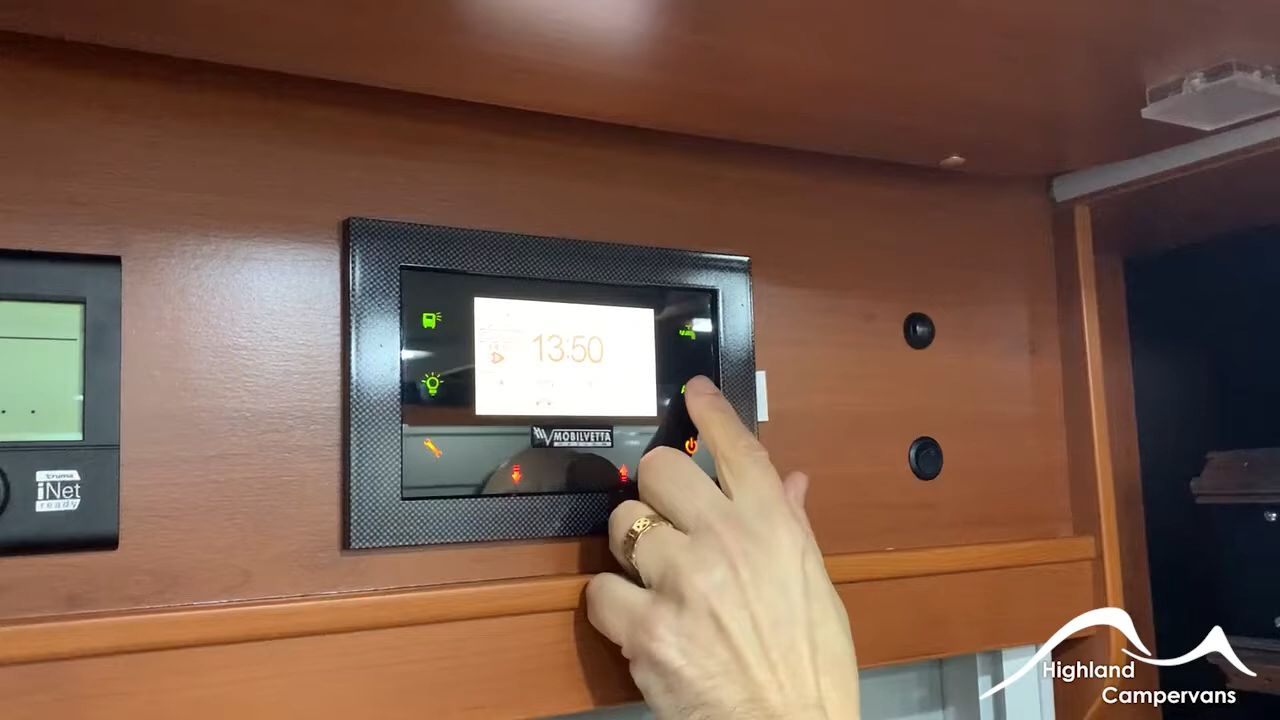 13:50
MOBILVETTA
truma
iNet
ready
Highland
Campervans